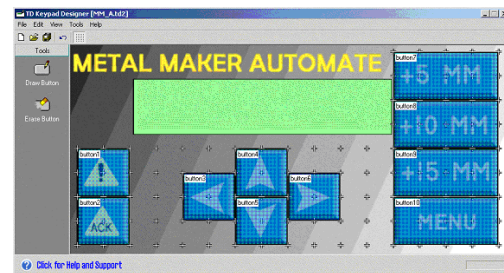 TD Keypad Designer [MM_A.td2]
File Edit View Tools Help
Tools
Draw Button
Erase Button
METAL MAKER AUTOMATE
button7
+5 MM
button8
+10 MM
button9
+15 MM
button10
MENU
button1
!
button2
ACK
button3
button4
button5
button6
Click for Help and Support